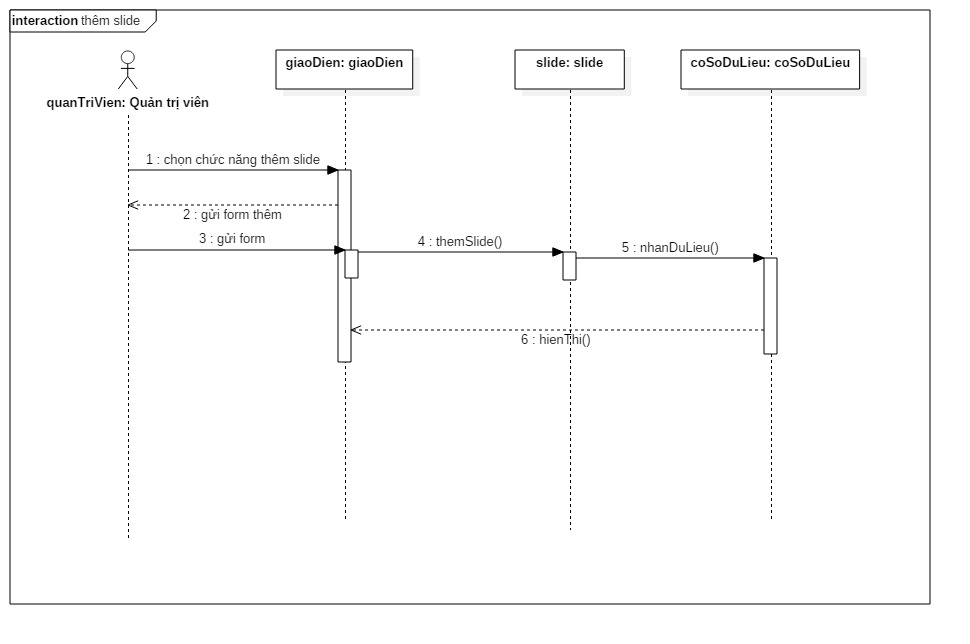 interaction thêm slide
giaoDien: giaoDien
slide: slide
coSoDuLieu: coSoDuLieu
quanTriVien: Quản trị viên
1 : chọn chức năng thêm slide
2 : gửi form thêm
3 : gửi form
4 : themSlide()
5 : nhanDuLieu()
6 : hienThi()